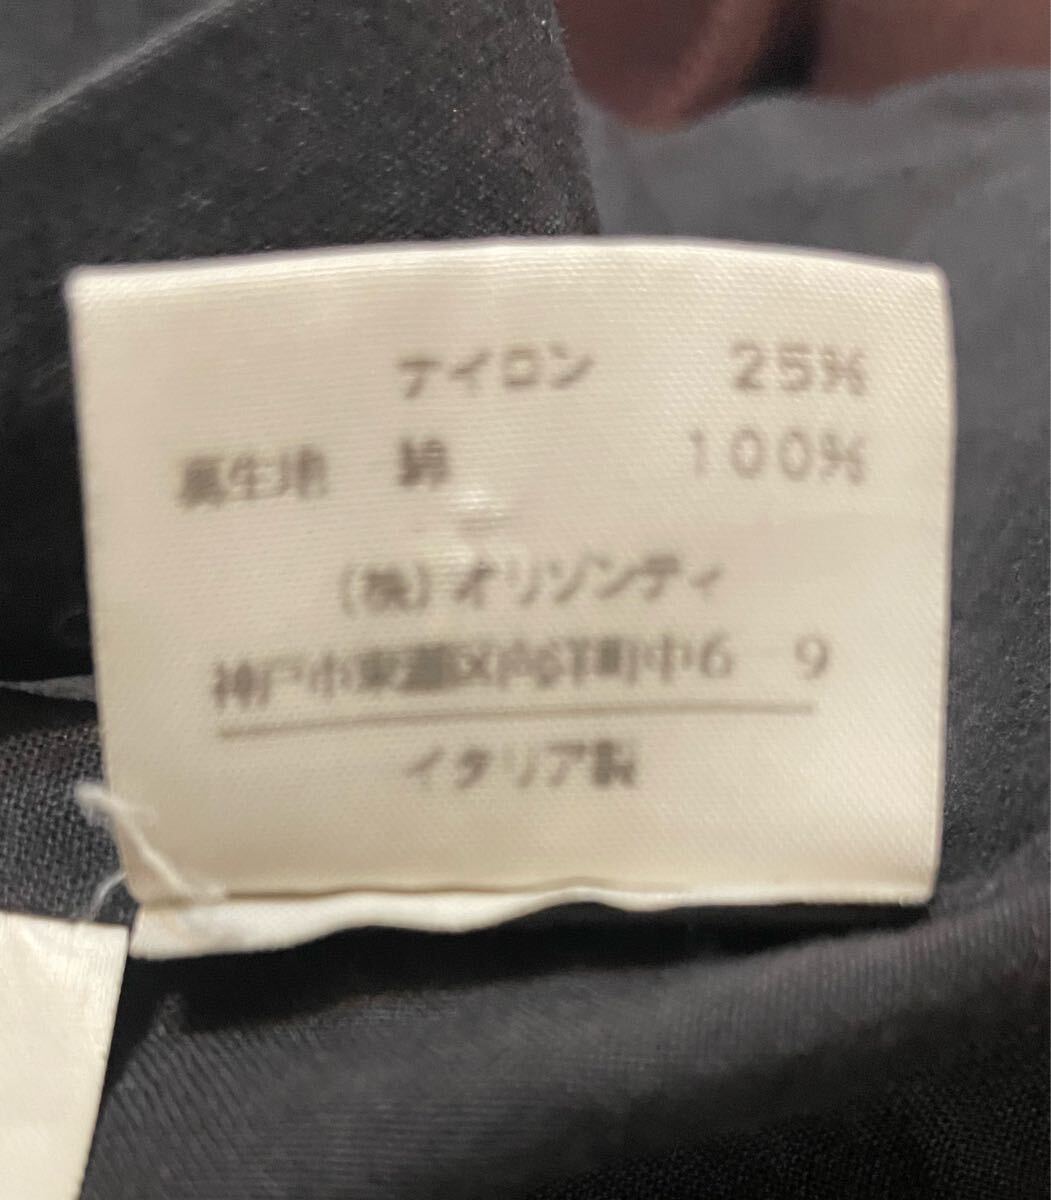 ナイロン 25%
裏生地 綿 100%
(株)オリゾンティ
神戸市東灘区向洋町中6 9
イタリア製